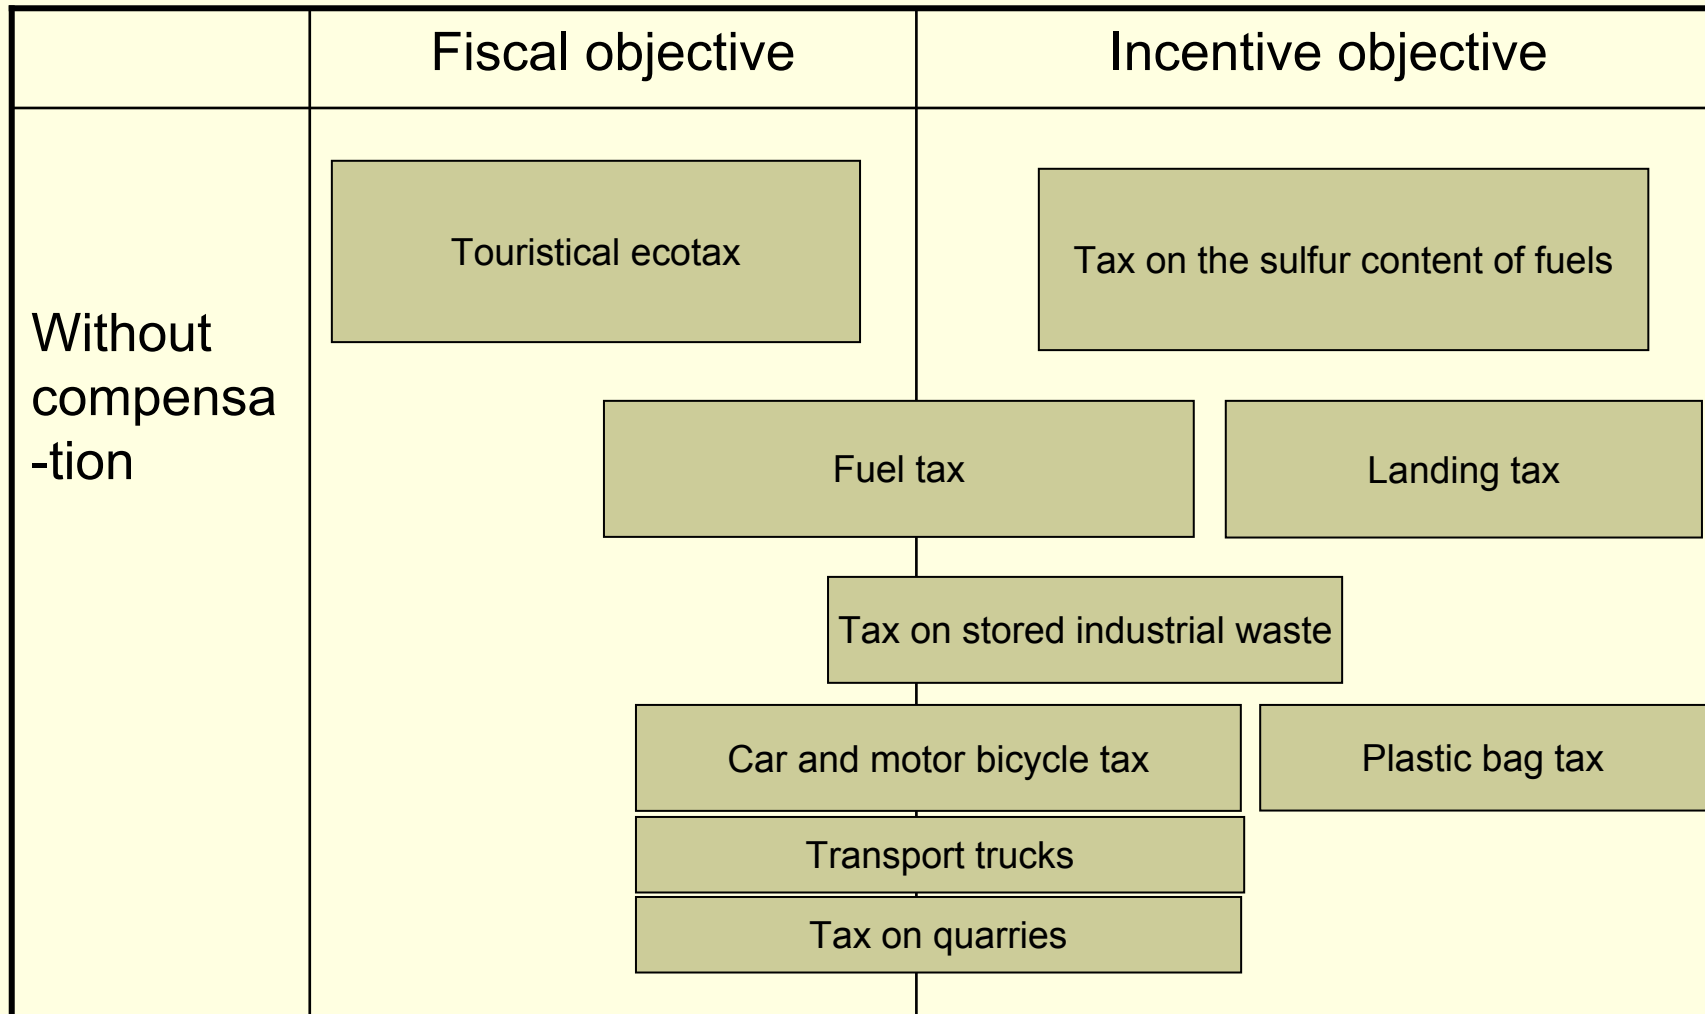 Fiscal objective
Incentive objective
Touristical ecotax
Tax on the sulfur content of fuels
Without
compensa
-tion
Fuel tax
Landing tax
Tax on stored industrial waste
Car and motor bicycle tax
Plastic bag tax
Transport trucks
Tax on quarries